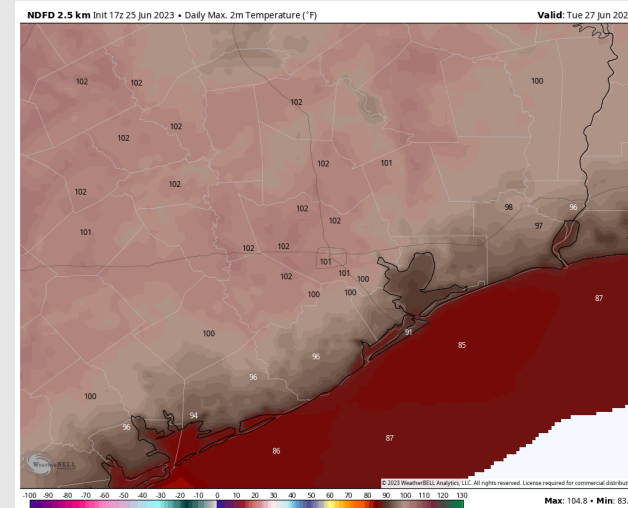 NDFD 2.5 km Init 17z 25 Jun 2023 • Daily Max. 2m Temperature (°F)
Valid: Tue 27 Jun 202
102 102 100
102
102 102
102 101
102 102
102 98 96
102 97
101
102 102
101
102 101 100
100 100
87
100 91
85
96
96
100
94
96
87
86
WeatherBELL
© 2023 WeatherBELL Analytics, LLC. All rights reserved. License required for commercial distribut
-100 -90 -80 -70 -60 -50 -40 -30 -20 -10 0 10 20 30 40 50 60 70 80 90 100 110 120 130
Max: 104.8 • Min: 83.